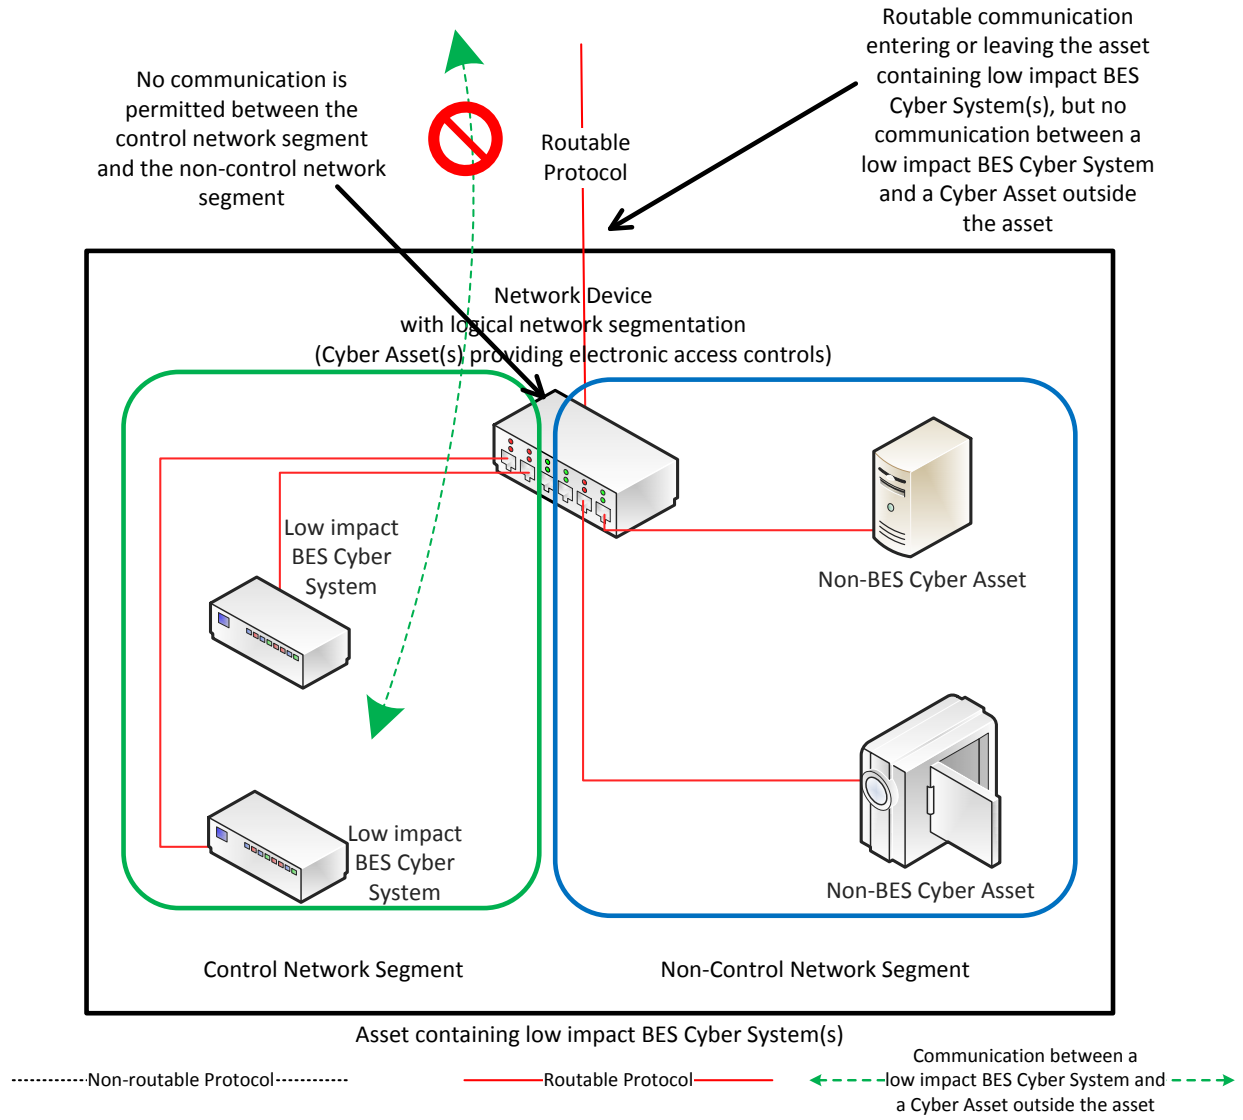 No communication is
permitted between the
control network segment
and the non-control network
segment
Routable
Protocol
Routable communication
entering or leaving the asset
containing low impact BES
Cyber System(s), but no
communication between a
low impact BES Cyber System
and a Cyber Asset outside
the asset
Network Device
with logical network segmentation
(Cyber Asset(s) providing electronic access controls)
Low impact
BES Cyber
System
Low impact
BES Cyber
System
Non-BES Cyber Asset
Non-BES Cyber Asset
Control Network Segment
Non-Control Network Segment
Asset containing low impact BES Cyber System(s)
Non-routable Protocol
Routable Protocol
Communication between a
low impact BES Cyber System and
a Cyber Asset outside the asset